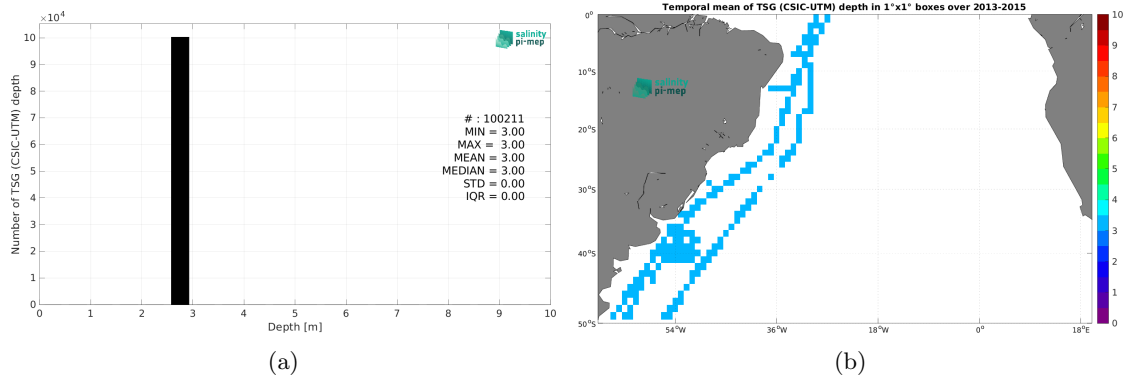 ×10⁴
10
9
8
7
6
5
4
3
2
1
0
Number of TSG (CSIC-UTM) depth
salinity
pi-mep
# : 100211
MIN = 3.00
MAX = 3.00
MEAN = 3.00
MEDIAN = 3.00
STD = 0.00
IQR = 0.00
0 1 2 3 4 5 6 7 8 9 10
Depth [m]
(a)
Temporal mean of TSG (CSIC-UTM) depth in 1°x1° boxes over 2013-2015
0°
10°S
20°S
30°S
40°S
50°S
salinity
pi-mep
54°W 36°W 18°W 0° 18°E
10
9
8
7
6
5
4
3
2
1
0
(b)